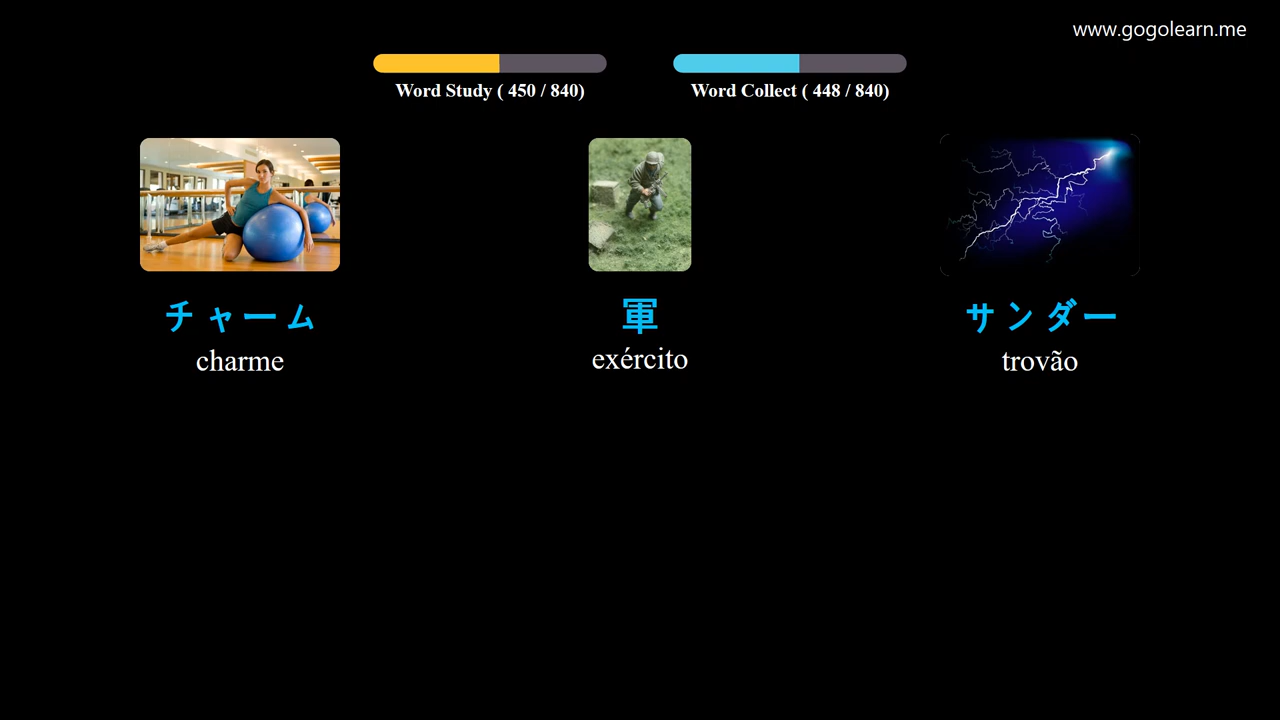 www.gogolearn.me
Word Study ( 450 / 840)
Word Collect ( 448 / 840)
チャーム
軍
サンダー
charme
exército
trovão